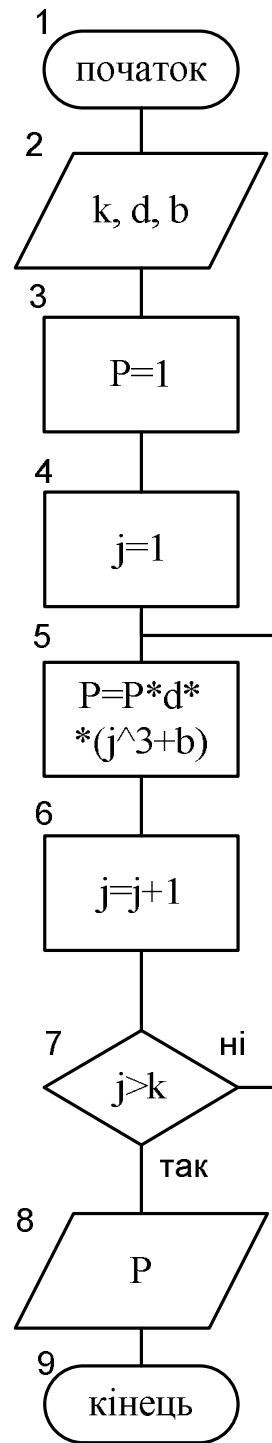 1
початок
2
k, d, b
3
P=1
4
j=1
5
P=P*d*
*(j^3+b)
6
j=j+1
7
ні
j>k
так
8
P
9
кінець